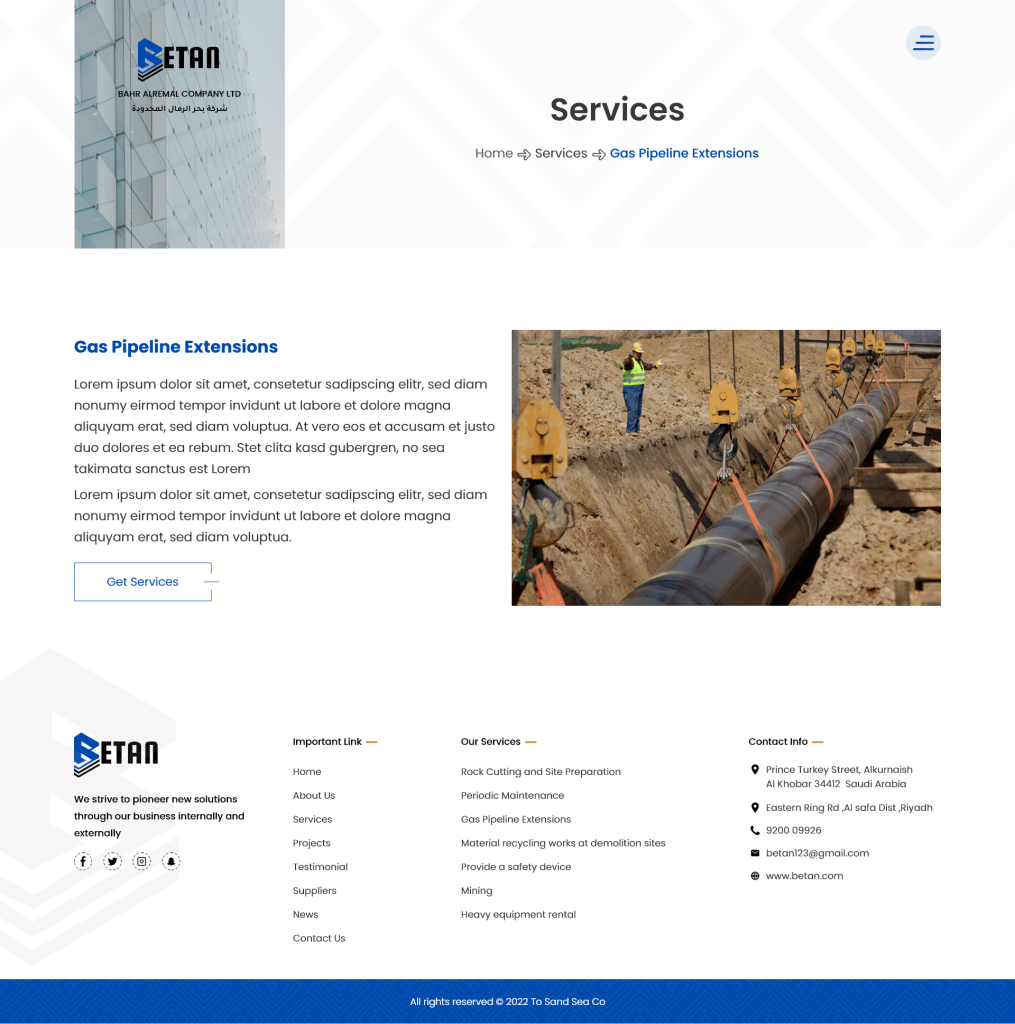 BETAN
BAHR ALREMAL COMPANY LTD
شركة بحر الرمال المحدودة
Services
Home Services Gas Pipeline Extensions
Gas Pipeline Extensions
Lorem ipsum dolor sit amet, consetetur sadipscing elitr, sed diam
nonumy eirmod tempor invidunt ut labore et dolore magna
aliquyam erat, sed diam voluptua. At vero eos et accusam et justo
duo dolores et ea rebum. Stet clita kasd gubergren, no sea
takimata sanctus est Lorem
Lorem ipsum dolor sit amet, consetetur sadipscing elitr, sed diam
nonumy eirmod tempor invidunt ut labore et dolore magna
aliquyam erat, sed diam voluptua.
Get Services
BETAN
We strive to pioneer new solutions
through our business internally and
externally
Important Link
Home
About Us
Services
Projects
Testimonial
Suppliers
News
Contact Us
Our Services
Rock Cutting and Site Preparation
Periodic Maintenance
Gas Pipeline Extensions
Material recycling works at demolition sites
Provide a safety device
Mining
Heavy equipment rental
Contact Info
Prince Turkey Street, Alkurnaish
Al Khobar 34412  Saudi Arabia
Eastern Ring Rd ,Al safa Dist ,Riyadh
9200 09926
betan123@gmail.com
www.betan.com
All rights reserved © 2022 To Sand Sea Co